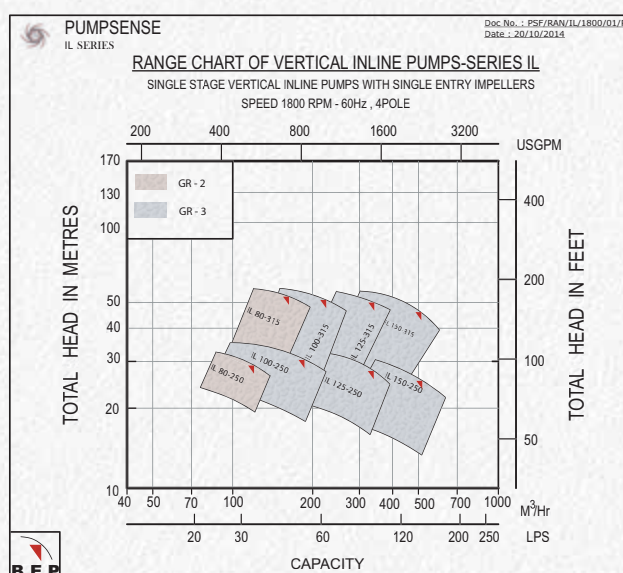 PUMPSENSE
IL SERIES
Doc No. : PSF/RAN/IL/1800/01/
Date : 20/10/2014
RANGE CHART OF VERTICAL INLINE PUMPS-SERIES IL
SINGLE STAGE VERTICAL INLINE PUMPS WITH SINGLE ENTRY IMPELLERS
SPEED 1800 RPM - 60Hz , 4POLE
200 400 800 1600 3200
USGPM
GR - 2
GR - 3
TOTAL HEAD IN METRES
170
130
100
50
40
30
20
10
TOTAL HEAD IN FEET
400
200
100
50
IL 80-315
IL 100-315
IL 125-315
IL 150-315
IL 80-250
IL 100-250
IL 125-250
IL 150-250
40 50 70 100 200 300 400 500 700 1000 M³/Hr
20 30 60 120 200 250 LPS
CAPACITY
B.E.P